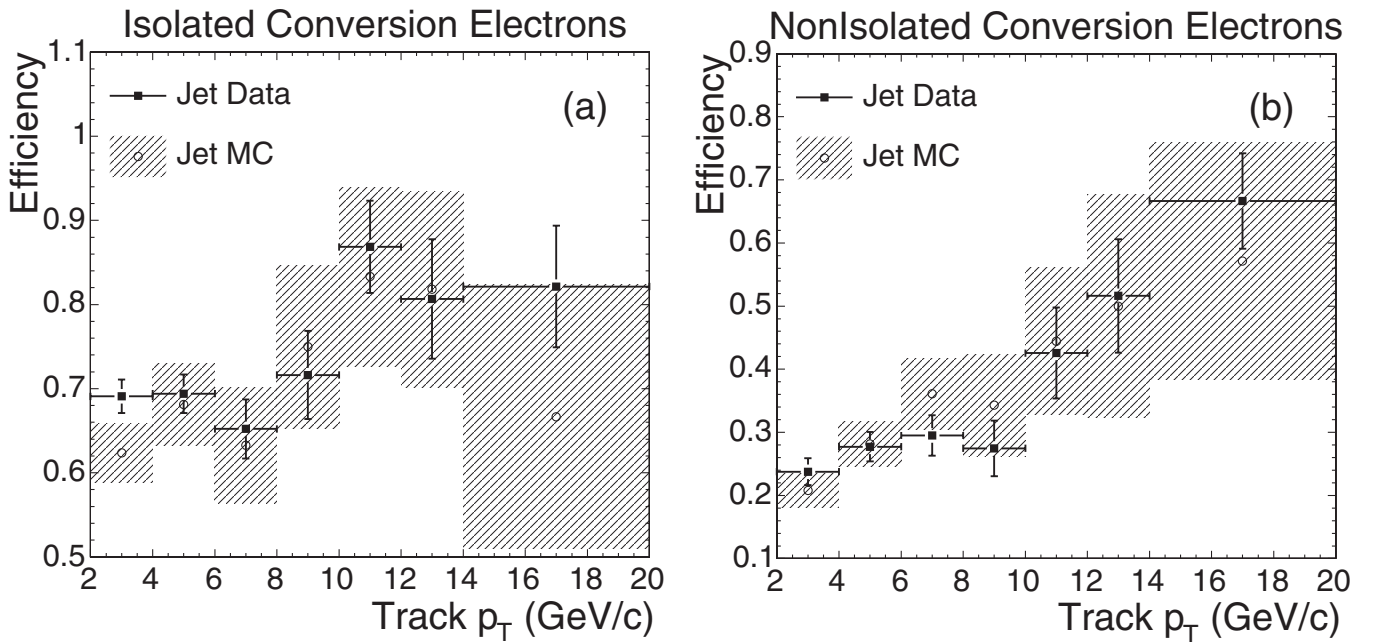 Isolated Conversion Electrons
1.1
1
0.9
0.8
0.7
0.6
0.5
Efficiency
Jet Data
Jet MC
(a)
2 4 6 8 10 12 14 16 18 20
Track pT (GeV/c)
NonIsolated Conversion Electrons
0.9
0.8
0.7
0.6
0.5
0.4
0.3
0.2
0.1
Efficiency
Jet Data
Jet MC
(b)
2 4 6 8 10 12 14 16 18 20
Track pT (GeV/c)